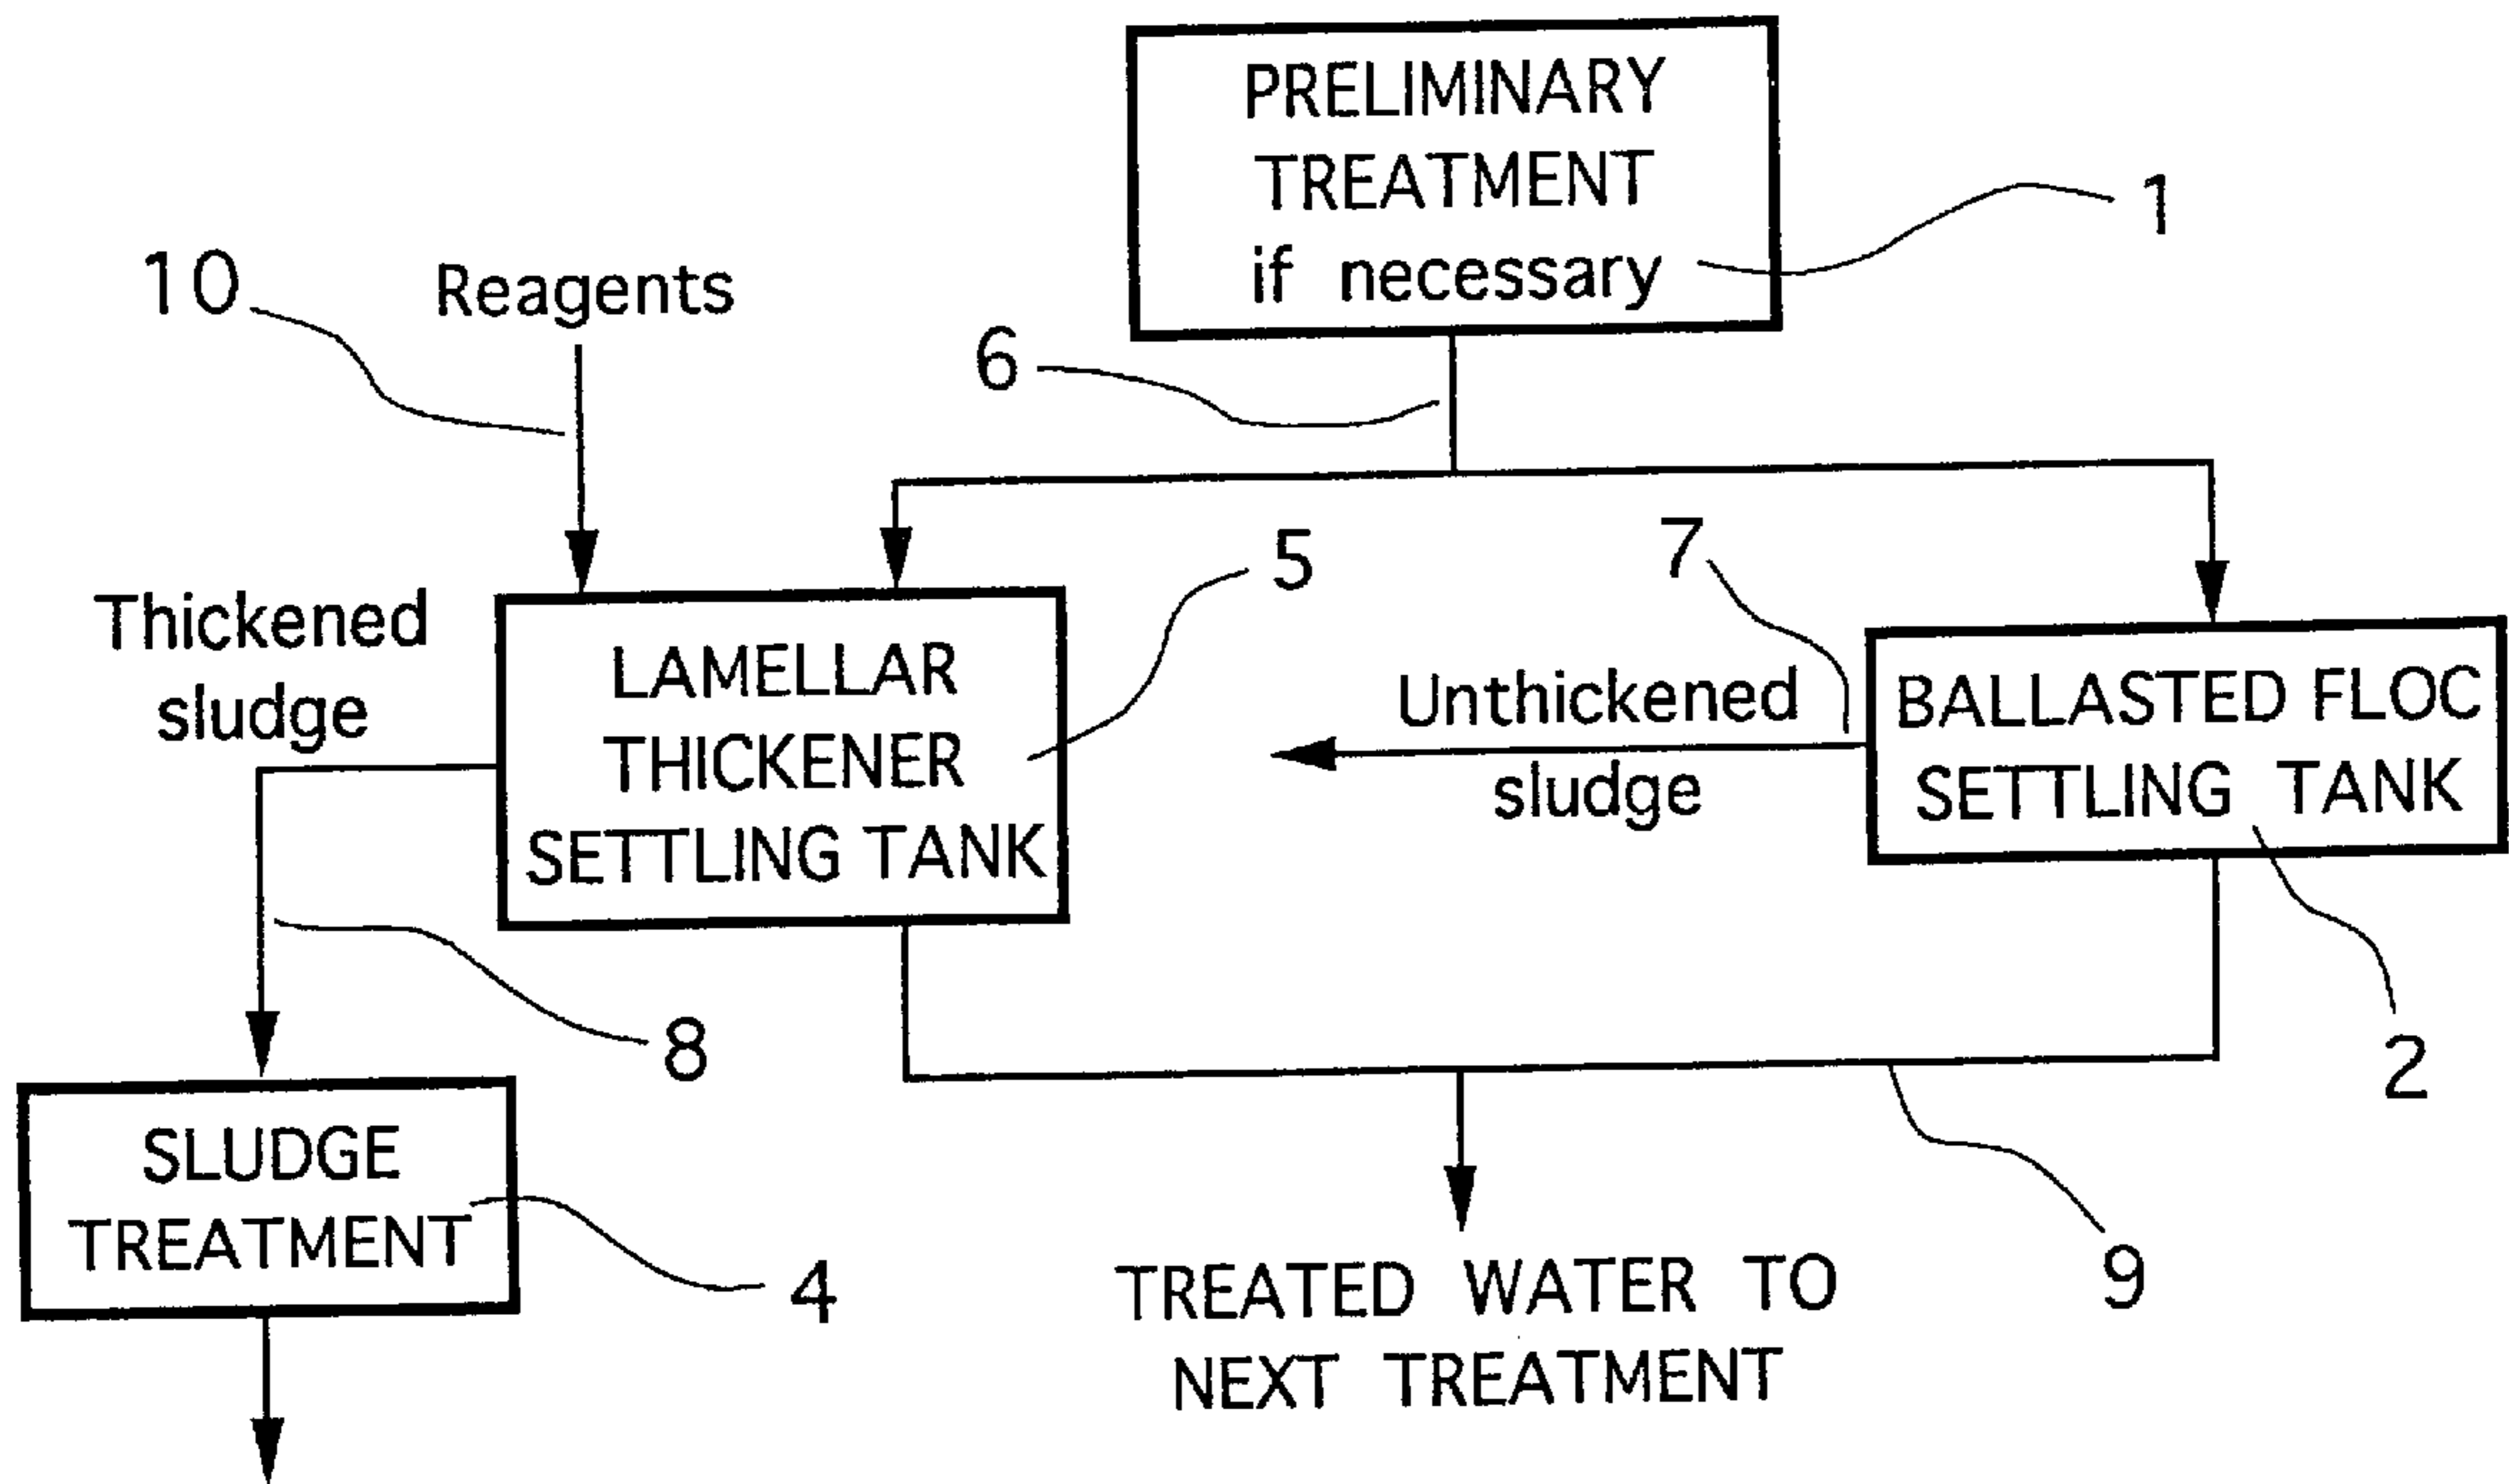 PRELIMINARY
TREATMENT
if necessary
1
10
Reagents
6
5
7
Thickened
sludge
LAMELLAR
THICKENER
SETTLING TANK
Unthickened
sludge
BALLASTED FLOC
SETTLING TANK
8
2
SLUDGE
TREATMENT
4
9
TREATED WATER TO
NEXT TREATMENT